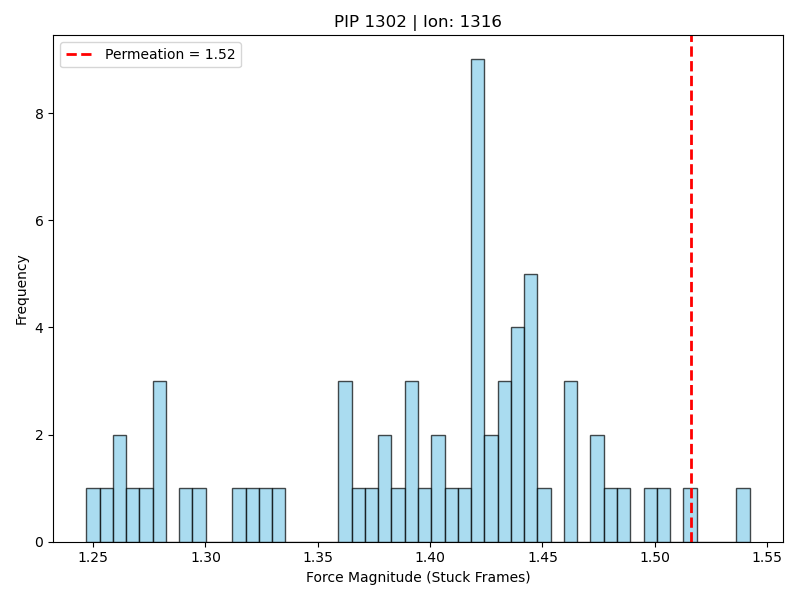 PIP 1302 | Ion: 1316
Permeation = 1.52
Frequency
8
6
4
2
0
1.25 1.30 1.35 1.40 1.45 1.50 1.55
Force Magnitude (Stuck Frames)